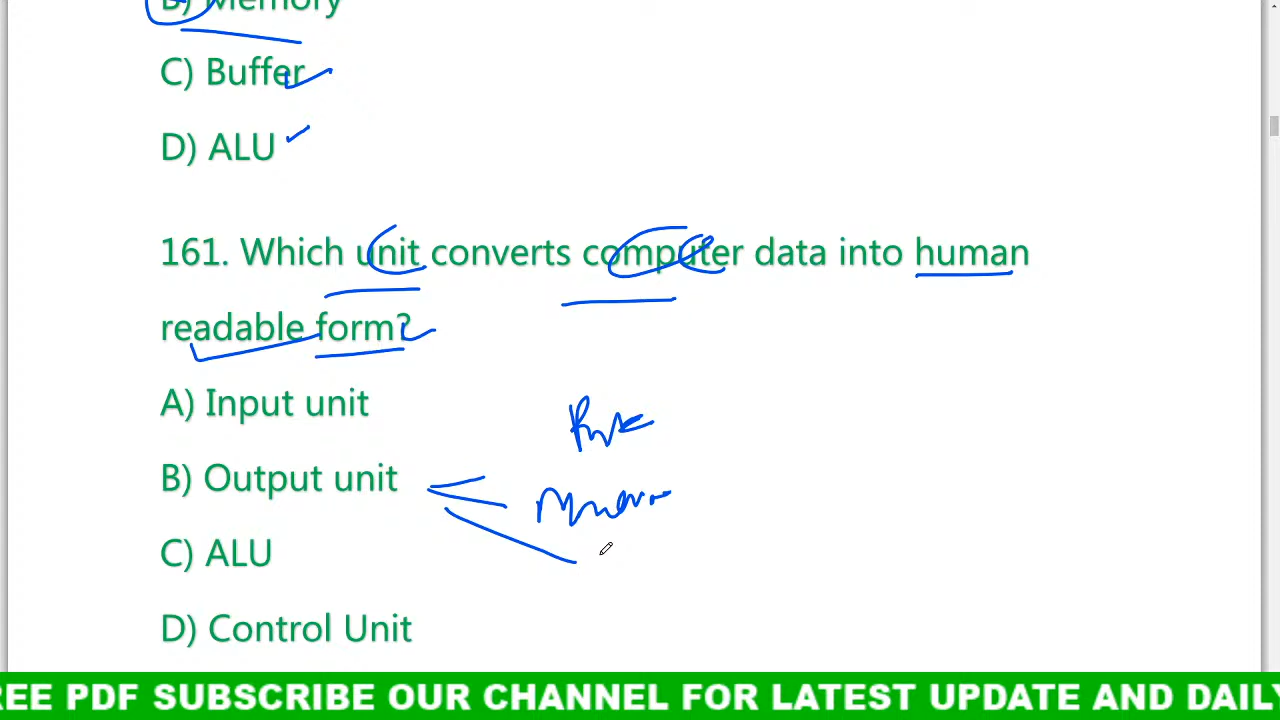 B) Memory
C) Buffer
D) ALU
161. Which unit converts computer data into human
readable form?
A) Input unit
B) Output unit
C) ALU
D) Control Unit
REE PDF SUBSCRIBE OUR CHANNEL FOR LATEST UPDATE AND DAILY